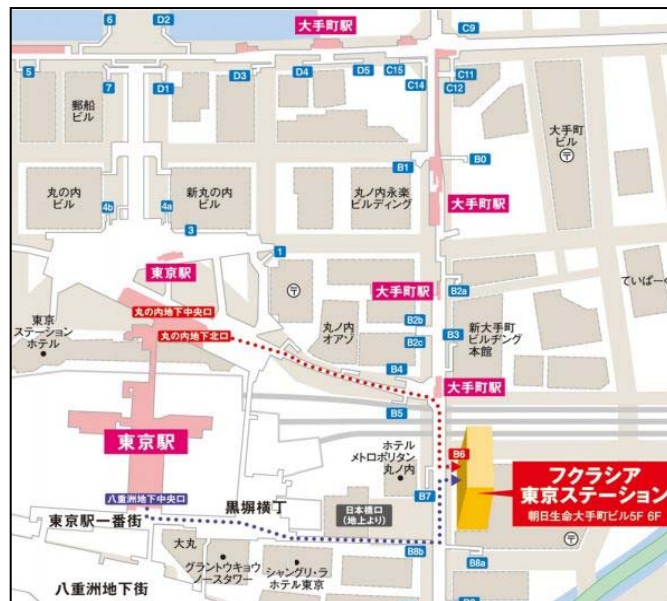 6
D2
大手町駅
C9
5
7
D1
D3
D4
D5
C15
C14
C11
C12
郵船
ビル
大手町
ビル
〒
B1
B0
丸の内
ビル
新丸の内
ビル
丸ノ内永楽
ビルディング
4b
4a
3
大手町駅
東京駅
1
〒
大手町駅
B2a
ていぱーく
丸の内地下中央口
丸の内地下北口
東京
ステーション
ホテル
丸ノ内
オアゾ
B2b
B2c
B3
新大手町
ビルヂング
本館
B4
大手町駅
B5
東京駅
ホテル
メトロポリタン
丸ノ内
B6
フクラシア
東京ステーション
朝日生命大手町ビル5F 6F
八重洲地下中央口
黒塀横丁
日本橋口
(地上より)
B7
東京駅一番街
大丸
グラントウキョウ
ノースタワー
シャングリ・ラ
ホテル東京
B8b
B8a
〒
八重洲地下街